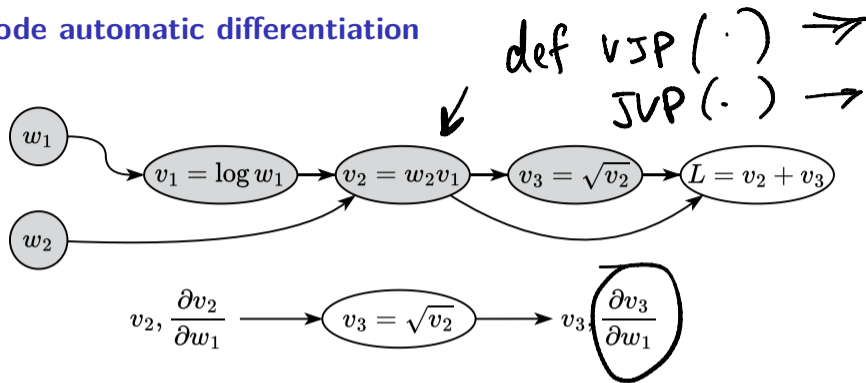 ode automatic differentiation
def VJP(·) ⇒
JVP(·) →
w₁
v₁ = log w₁
v₂ = w₂v₁
v₃ = √v₂
L = v₂ + v₃
w₂
v₂, ∂v₂/∂w₁
v₃ = √v₂
v₃, ∂v₃/∂w₁